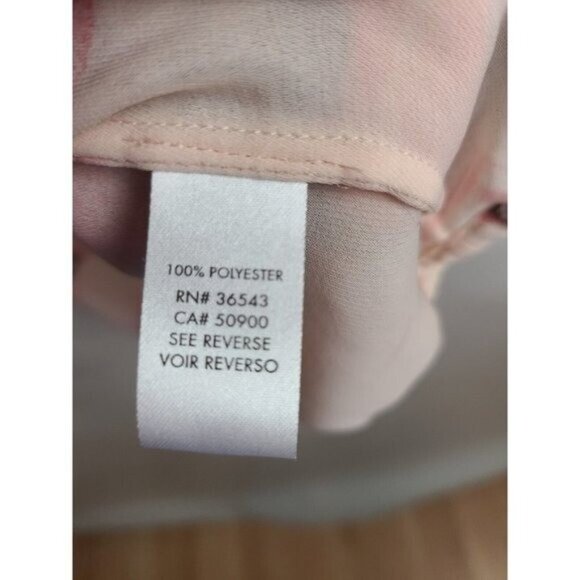 100% POLYESTER
RN# 36543
CA# 50900
SEE REVERSE
VOIR REVERSO